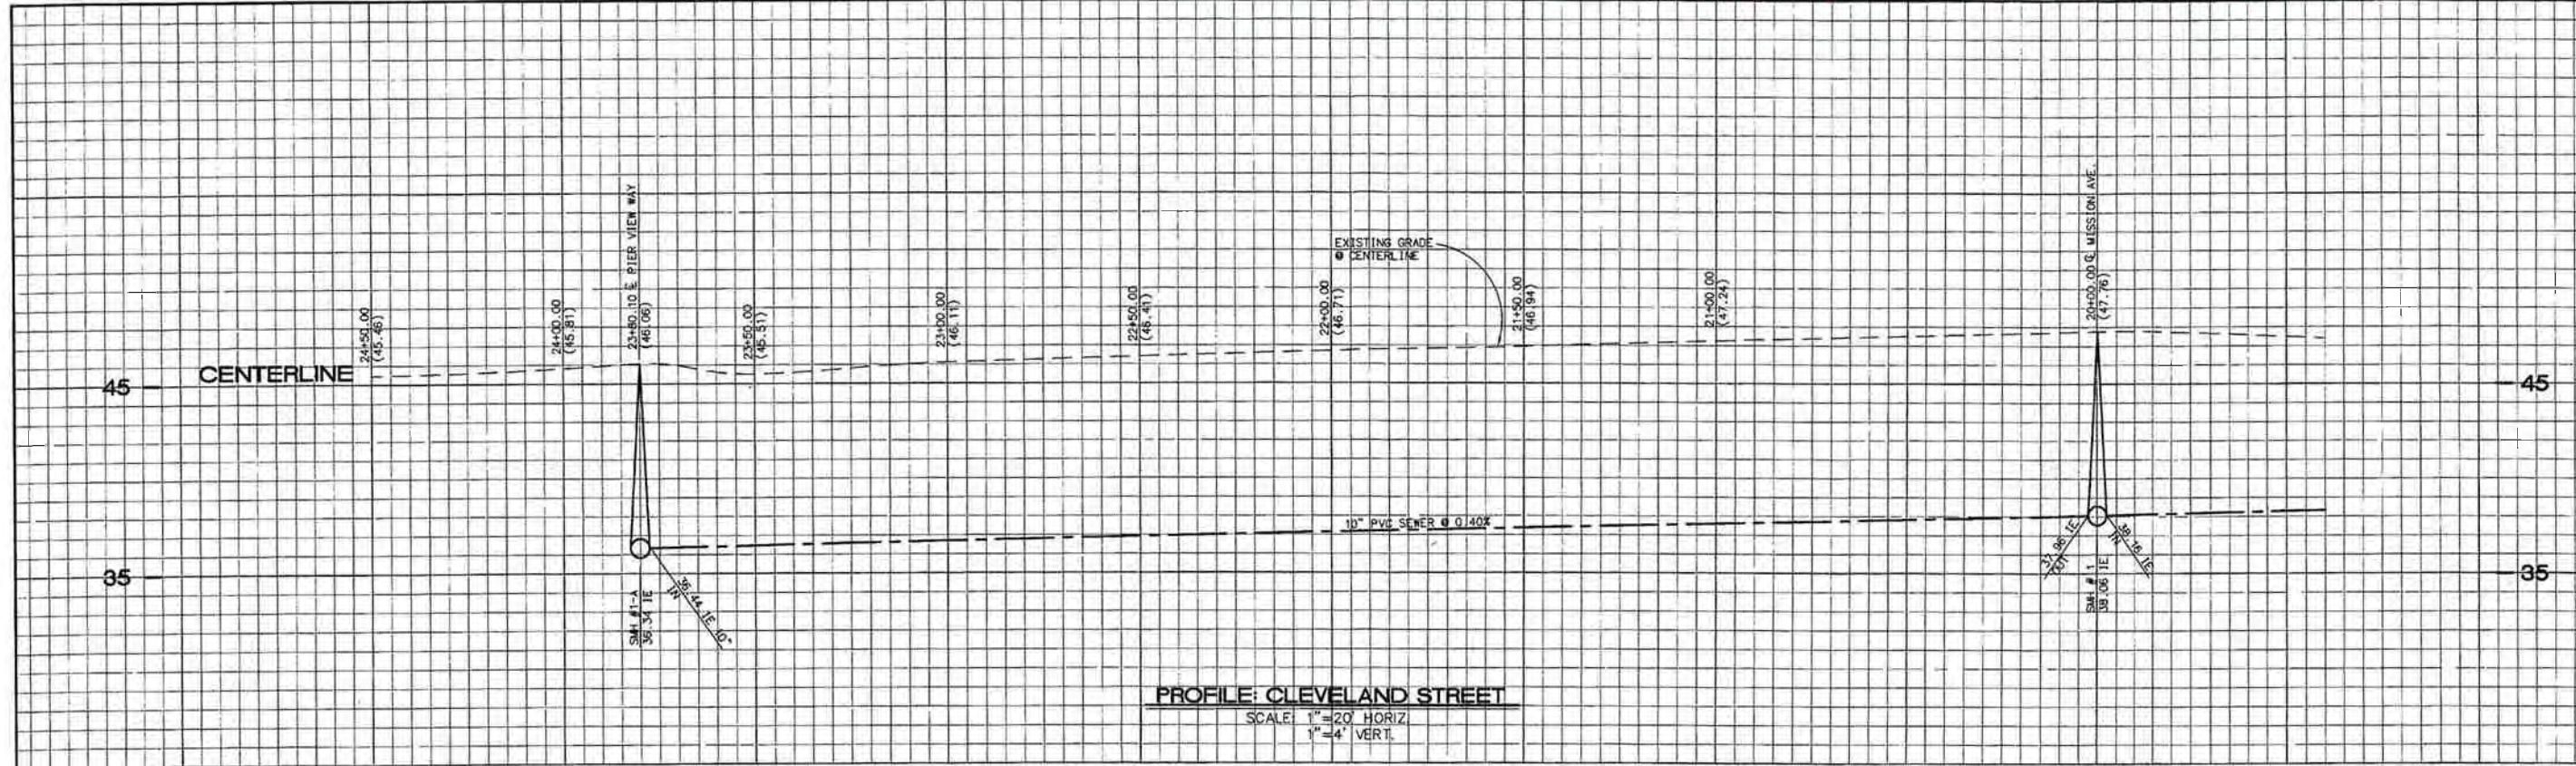 24+50.00
(45.46)
24+00.00
(45.81)
23+80.10 ℄ PIER VIEW WAY
(46.06)
23+50.00
(45.51)
23+00.00
(46.11)
22+50.00
(46.41)
22+00.00
(46.71)
EXISTING GRADE
@ CENTERLINE
21+50.00
(46.94)
21+00.00
(47.24)
20+00.00 ℄ MISSION AVE.
(47.76)
CENTERLINE
45
45
10" PVC SEWER @ 0.40%
35
35
SMH #1-A
36.34 IE
36.44 IE 10"
IN
37.96 IE
OUT
SMH # 1
38.06 IE
38.16 IE
IN
PROFILE: CLEVELAND STREET
SCALE: 1"=20' HORIZ.
1"=4' VERT.